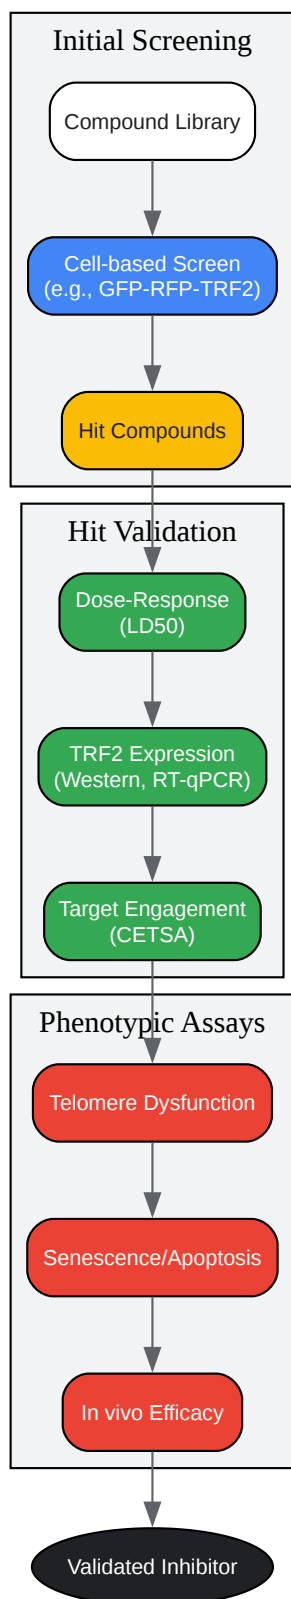 Initial Screening
Compound Library
Cell-based Screen
(e.g., GFP-RFP-TRF2)
Hit Compounds
Hit Validation
Dose-Response
(LD50)
TRF2 Expression
(Western, RT-qPCR)
Target Engagement
(CETSA)
Phenotypic Assays
Telomere Dysfunction
Senescence/Apoptosis
In vivo Efficacy
Validated Inhibitor